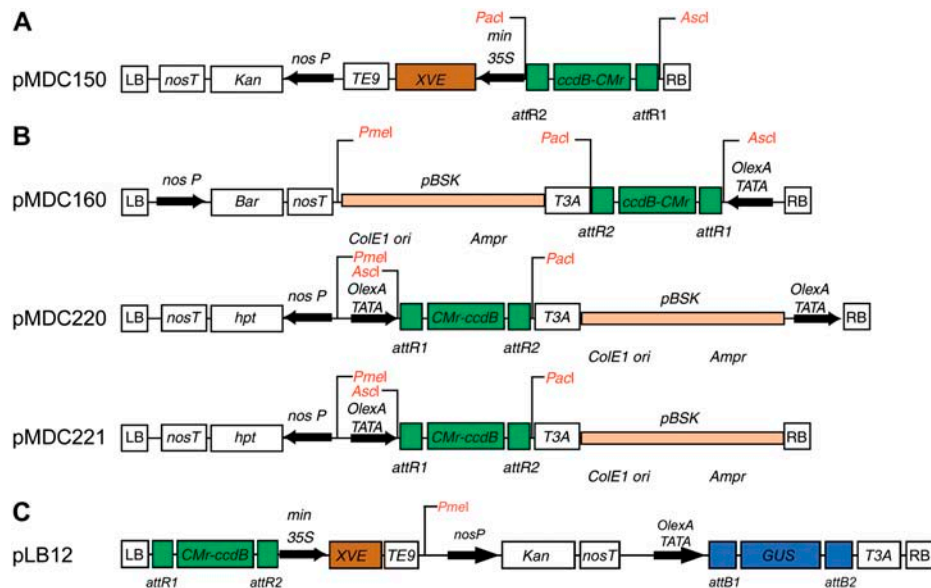 A
PacI
AscI
min
35S
nos P
pMDC150
LB
nosT
Kan
TE9
XVE
ccdB-CMr
RB
attR2
attR1
B
PmeI
PacI
AscI
nos P
pBSK
OlexA
TATA
pMDC160
LB
Bar
nosT
T3A
ccdB-CMr
RB
attR2
attR1
ColE1 ori
Ampr
PmeI
AscI
PacI
nos P
OlexA
TATA
pBSK
OlexA
TATA
pMDC220
LB
nosT
hpt
CMr-ccdB
T3A
RB
attR1
attR2
ColE1 ori
Ampr
PmeI
AscI
PacI
nos P
OlexA
TATA
pBSK
pMDC221
LB
nosT
hpt
CMr-ccdB
T3A
RB
attR1
attR2
ColE1 ori
Ampr
C
min
35S
PmeI
nosP
OlexA
TATA
pLB12
LB
CMr-ccdB
XVE
TE9
Kan
nosT
GUS
T3A
RB
attR1
attR2
attB1
attB2